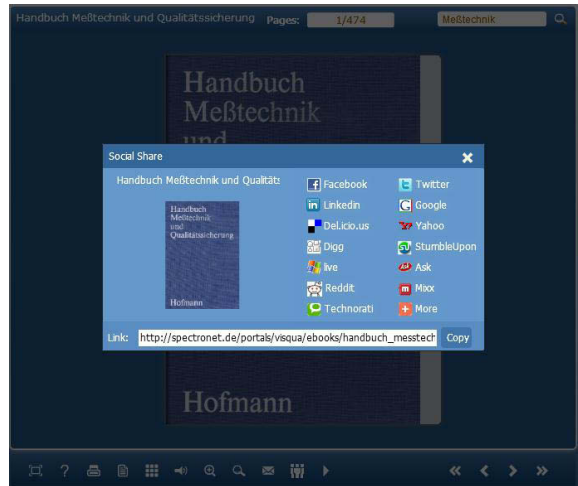 Handbuch Meßtechnik und Qualitätssicherung Pages: 1/474 Meßtechnik
Handbuch
Meßtechnik
und
Social Share
Handbuch Meßtechnik und Qualitäts
Handbuch
Meßtechnik
und
Qualitätssicherung
Hofmann
Facebook Twitter
Linkedin Google
Del.icio.us Yahoo
Digg StumbleUpon
live Ask
Reddit Mixx
Technorati More
Link: http://spectronet.de/portals/visqua/ebooks/handbuch_messtech Copy
Hofmann